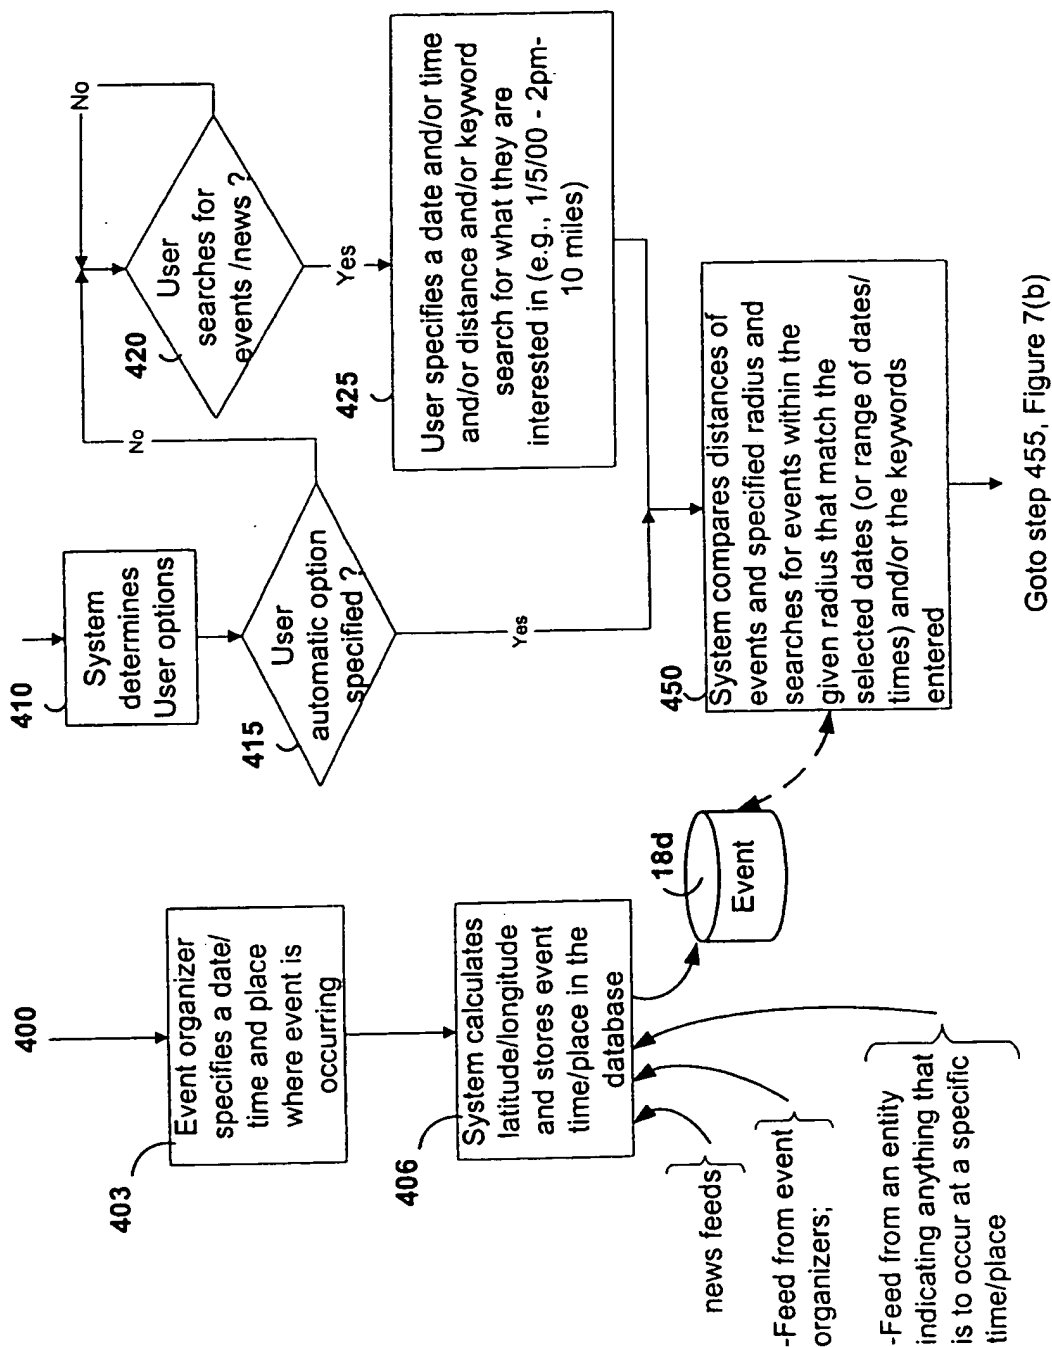 400
403
Event organizer
specifies a date/
time and place
where event is
occurring
406
System calculates
latitude/longitude
and stores event
time/place in the
database
news feeds
-Feed from event
organizers;
-Feed from an entity
indicating anything that
is to occur at a specific
time/place
18d
Event
410
System
determines
User options
415
User
automatic option
specified ?
No
Yes
420
User
searches for
events /news ?
No
Yes
425
User specifies a date and/or time
and/or distance and/or keyword
search for what they are
interested in (e.g., 1/5/00 - 2pm-
10 miles)
450
System compares distances of
events and specified radius and
searches for events within the
given radius that match the
selected dates (or range of dates/
times) and/or the keywords
entered
Goto step 455, Figure 7(b)